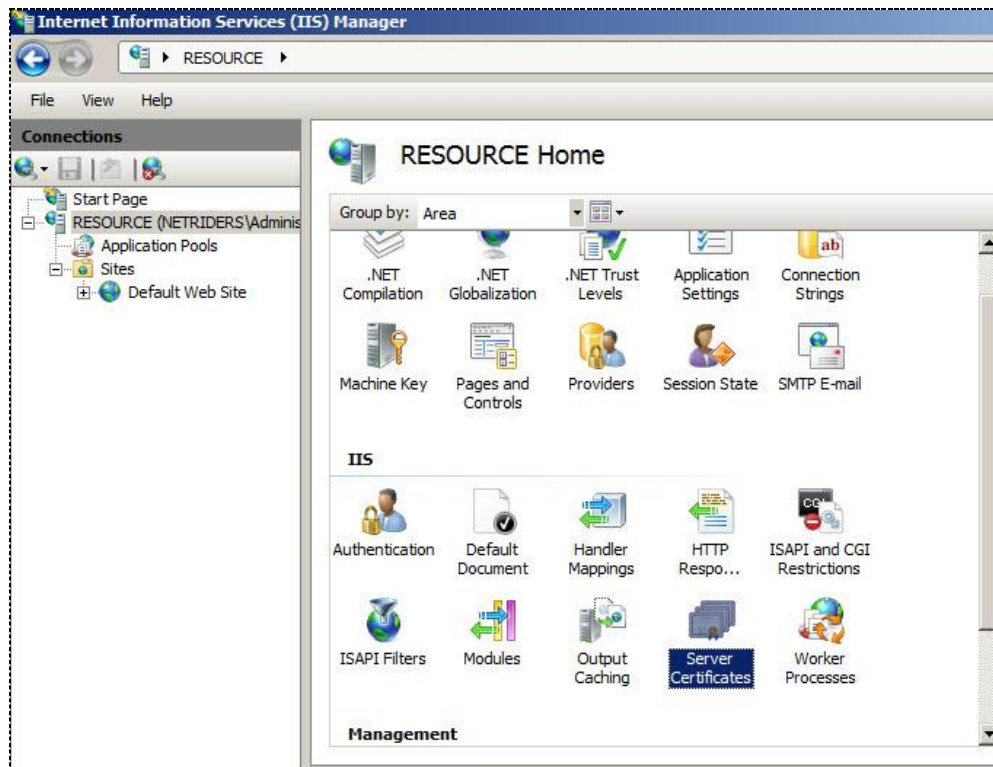 Internet Information Services (IIS) Manager
RESOURCE
File View Help
Connections
Start Page
RESOURCE (NETRIDERS\Adminis
Application Pools
Sites
Default Web Site
RESOURCE Home
Group by: Area
.NET Compilation
.NET Globalization
.NET Trust Levels
Application Settings
ab
Connection Strings
Machine Key
Pages and Controls
Providers
Session State
SMTP E-mail
IIS
Authentication
Default Document
Handler Mappings
HTTP Respo...
CGI
ISAPI and CGI Restrictions
ISAPI Filters
Modules
Output Caching
Server Certificates
Worker Processes
Management